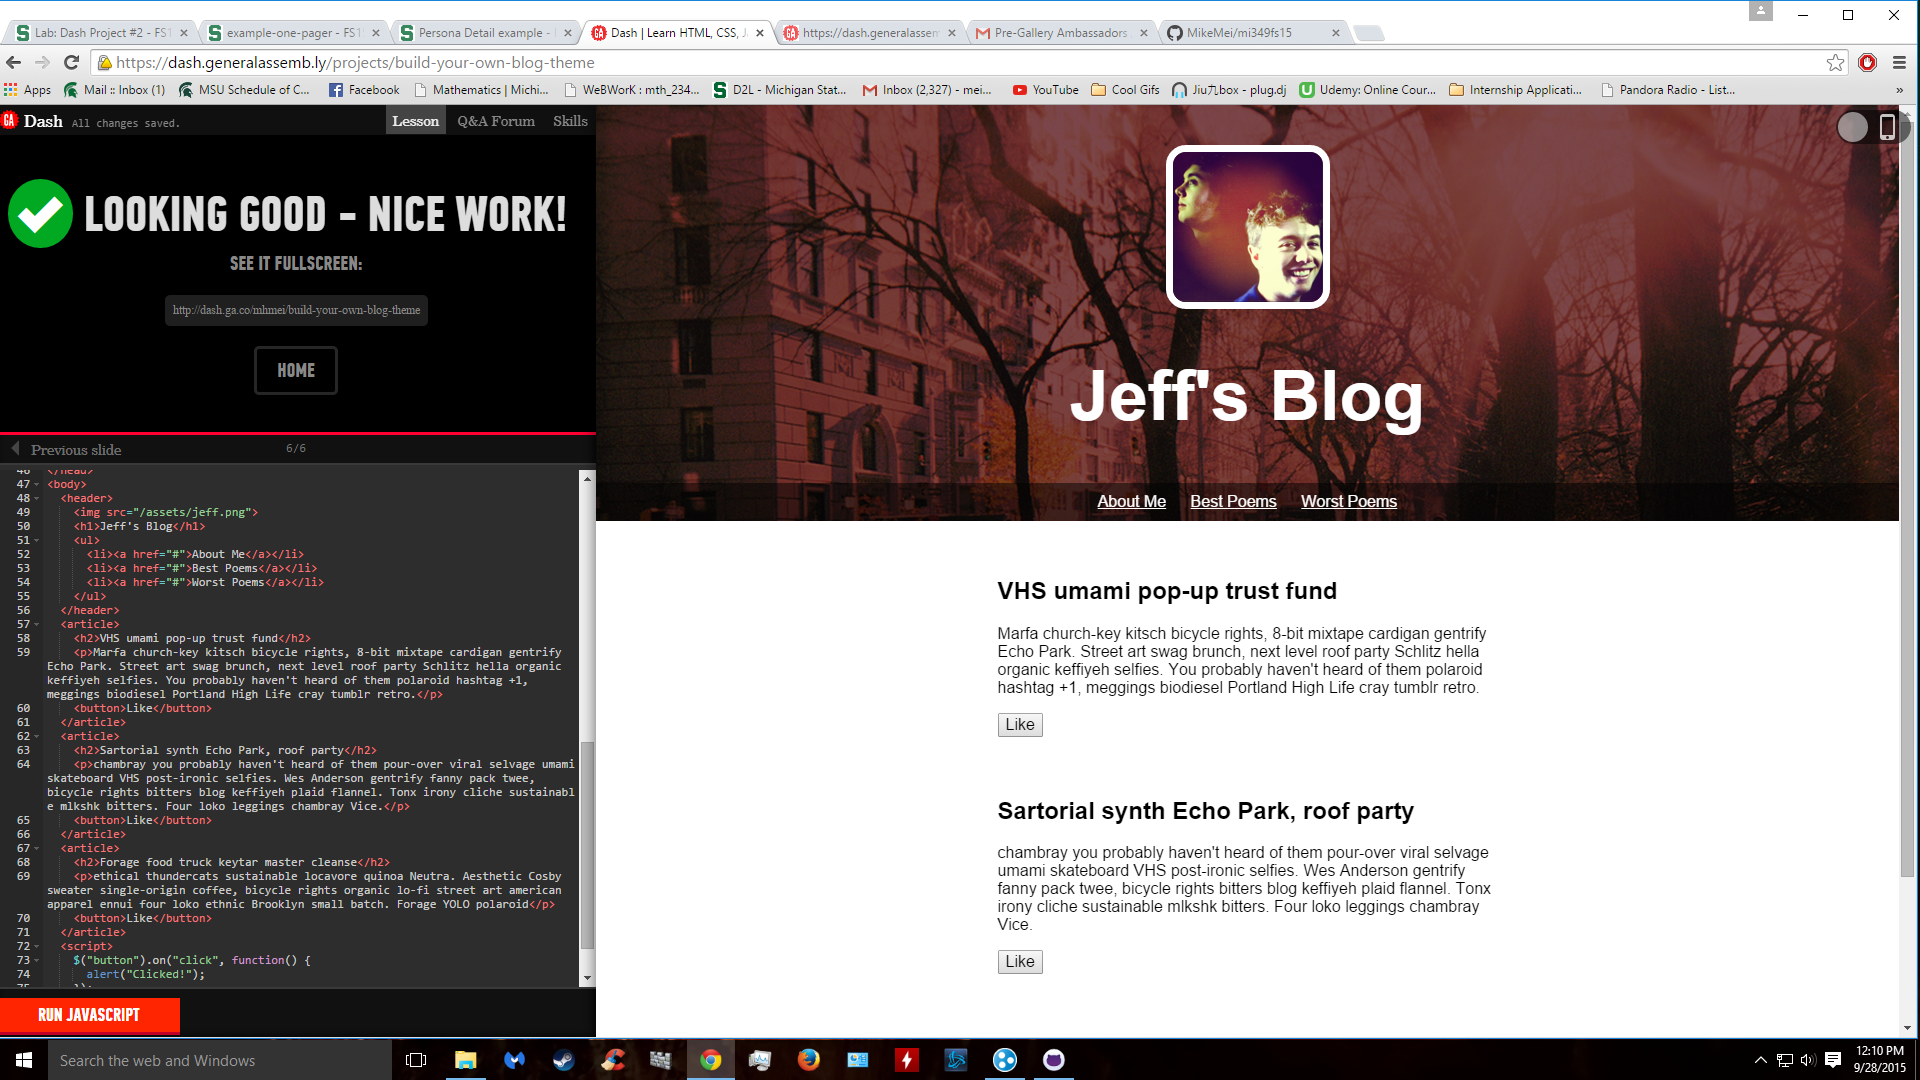 Lab: Dash Project #2 - FS1
example-one-pager - FS1
Persona Detail example -
Dash | Learn HTML, CSS, J
https://dash.generalassem
Pre-Gallery Ambassadors
MikeMei/mi349fs15
https://dash.generalassemb.ly/projects/build-your-own-blog-theme
Apps
Mail :: Inbox (1)
MSU Schedule of C...
Facebook
Mathematics | Michi...
WeBWorK : mth_234...
D2L - Michigan Stat...
Inbox (2,327) - mei...
YouTube
Cool Gifs
Jiu九box - plug.dj
Udemy: Online Cour...
Internship Applicati...
Pandora Radio - List...
»
GA Dash All changes saved.
Lesson Q&A Forum Skills
LOOKING GOOD - NICE WORK!
SEE IT FULLSCREEN:
http://dash.ga.co/mhmei/build-your-own-blog-theme
HOME
Previous slide 6/6
46 </head>
47 <body>
48 <header>
49 <img src="/assets/jeff.png">
50 <h1>Jeff's Blog</h1>
51 <ul>
52 <li><a href="#">About Me</a></li>
53 <li><a href="#">Best Poems</a></li>
54 <li><a href="#">Worst Poems</a></li>
55 </ul>
56 </header>
57 <article>
58 <h2>VHS umami pop-up trust fund</h2>
59 <p>Marfa church-key kitsch bicycle rights, 8-bit mixtape cardigan gentrify
Echo Park. Street art swag brunch, next level roof party Schlitz hella organic
keffiyeh selfies. You probably haven't heard of them polaroid hashtag +1,
meggings biodiesel Portland High Life cray tumblr retro.</p>
60 <button>Like</button>
61 </article>
62 <article>
63 <h2>Sartorial synth Echo Park, roof party</h2>
64 <p>chambray you probably haven't heard of them pour-over viral selvage umami
skateboard VHS post-ironic selfies. Wes Anderson gentrify fanny pack twee,
bicycle rights bitters blog keffiyeh plaid flannel. Tonx irony cliche sustainabl
e mlkshk bitters. Four loko leggings chambray Vice.</p>
65 <button>Like</button>
66 </article>
67 <article>
68 <h2>Forage food truck keytar master cleanse</h2>
69 <p>ethical thundercats sustainable locavore quinoa Neutra. Aesthetic Cosby
sweater single-origin coffee, bicycle rights organic lo-fi street art american
apparel ennui four loko ethnic Brooklyn small batch. Forage YOLO polaroid</p>
70 <button>Like</button>
71 </article>
72 <script>
73 $("button").on("click", function() {
74 alert("Clicked!");
75 });
RUN JAVASCRIPT
Jeff's Blog
About Me Best Poems Worst Poems
VHS umami pop-up trust fund
Marfa church-key kitsch bicycle rights, 8-bit mixtape cardigan gentrify
Echo Park. Street art swag brunch, next level roof party Schlitz hella
organic keffiyeh selfies. You probably haven't heard of them polaroid
hashtag +1, meggings biodiesel Portland High Life cray tumblr retro.
Like
Sartorial synth Echo Park, roof party
chambray you probably haven't heard of them pour-over viral selvage
umami skateboard VHS post-ironic selfies. Wes Anderson gentrify
fanny pack twee, bicycle rights bitters blog keffiyeh plaid flannel. Tonx
irony cliche sustainable mlkshk bitters. Four loko leggings chambray
Vice.
Like
Search the web and Windows
12:10 PM
9/28/2015